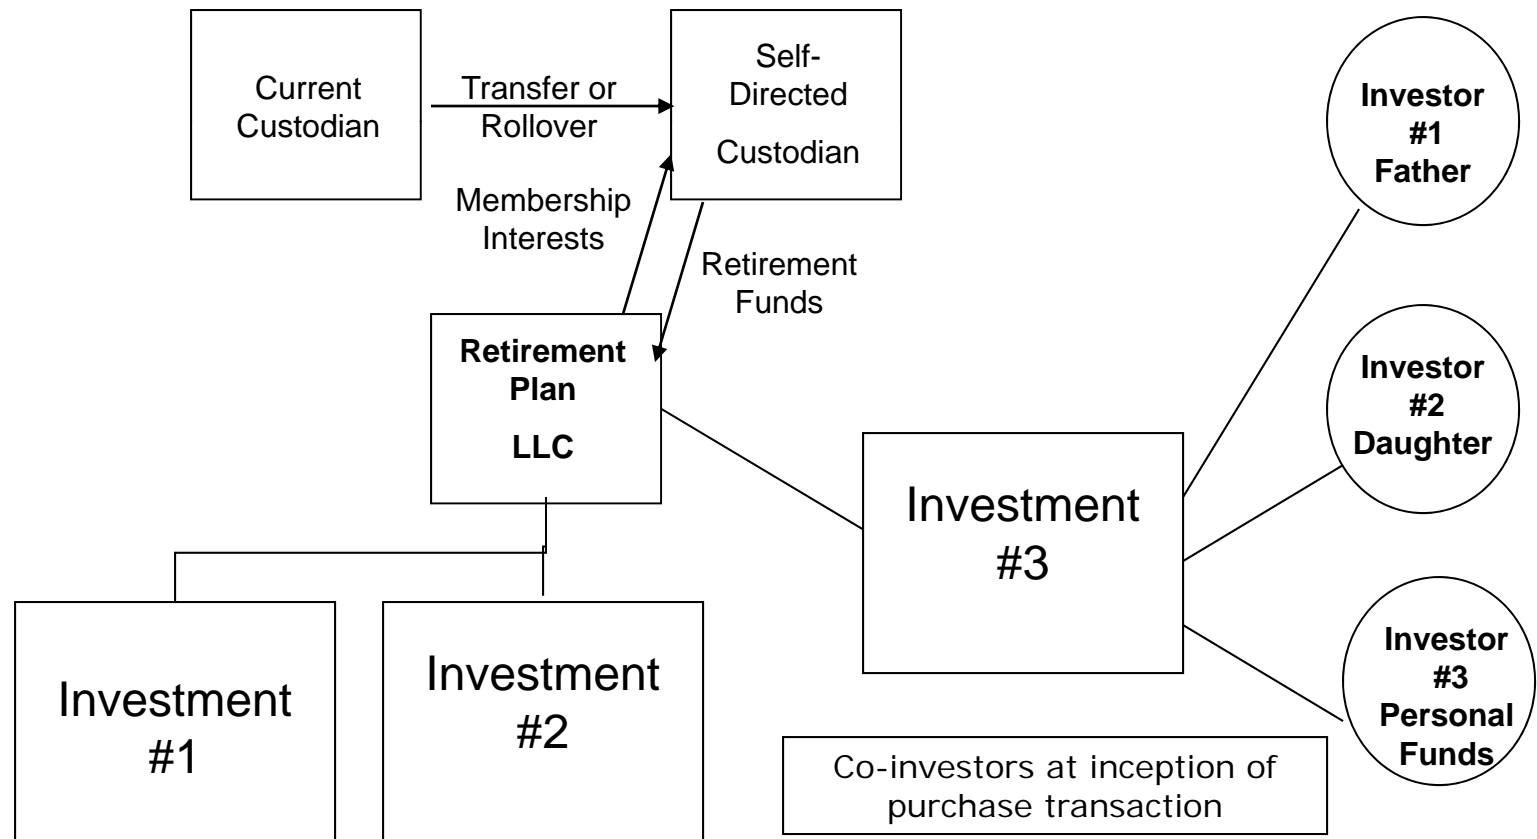 Current
Custodian
Transfer or
Rollover
Self-
Directed
Custodian
Membership
Interests
Retirement
Funds
Retirement
Plan
LLC
Investor
#1
Father
Investor
#2
Daughter
Investment
#3
Investor
#3
Personal
Funds
Investment
#1
Investment
#2
Co-investors at inception of
purchase transaction